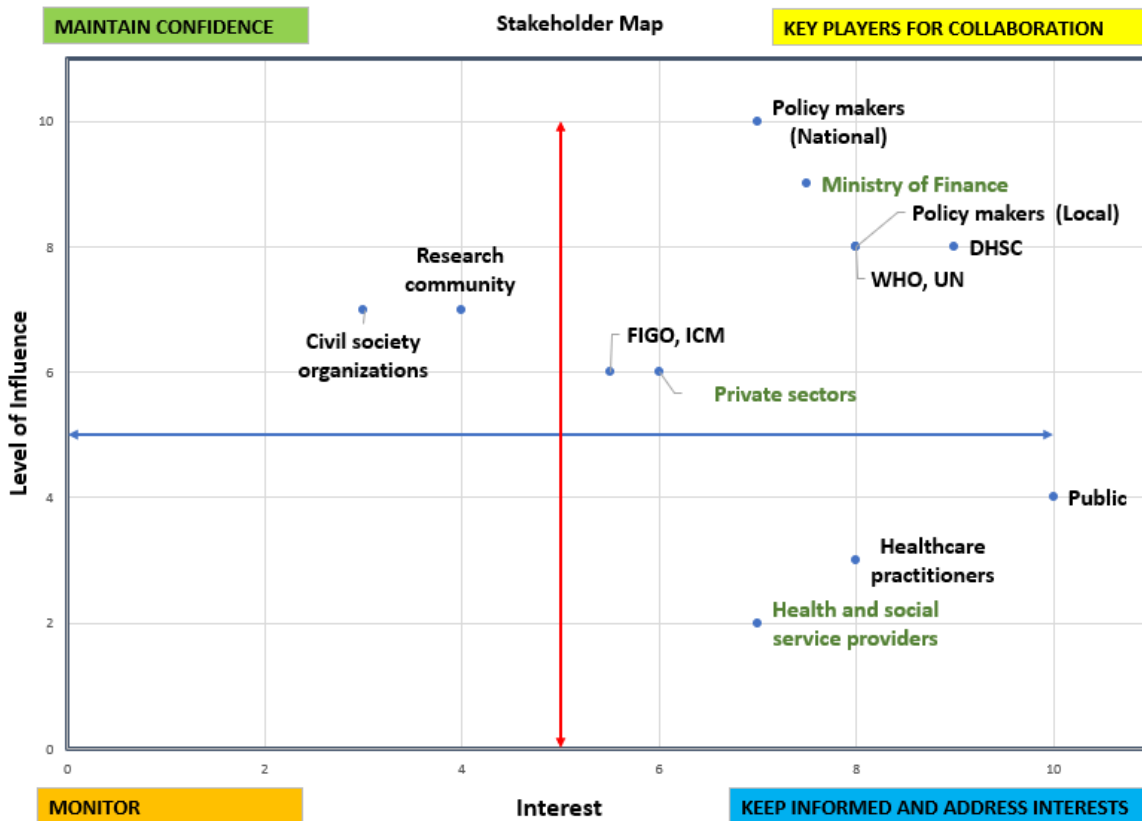 MAINTAIN CONFIDENCE
Stakeholder Map
KEY PLAYERS FOR COLLABORATION
10
Policy makers
(National)
Ministry of Finance
Policy makers (Local)
8
DHSC
WHO, UN
Research
community
Civil society
organizations
FIGO, ICM
6
Private sectors
Level of Influence
4
Public
Healthcare
practitioners
Health and social
service providers
2
0
0
2
4
6
8
10
MONITOR
Interest
KEEP INFORMED AND ADDRESS INTERESTS